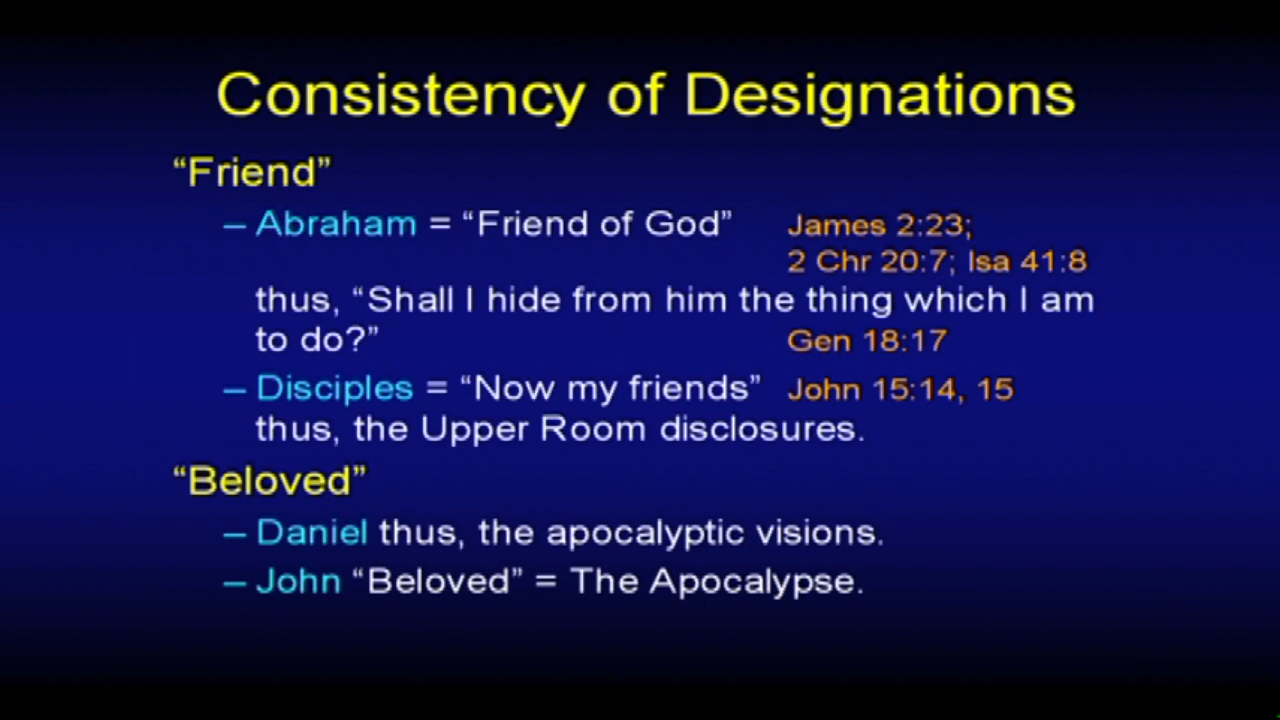 Consistency of Designations
“Friend”
– Abraham = “Friend of God” James 2:23;
2 Chr 20:7; Isa 41:8
thus, “Shall I hide from him the thing which I am
to do?” Gen 18:17
– Disciples = “Now my friends” John 15:14, 15
thus, the Upper Room disclosures.
“Beloved”
– Daniel thus, the apocalyptic visions.
– John “Beloved” = The Apocalypse.